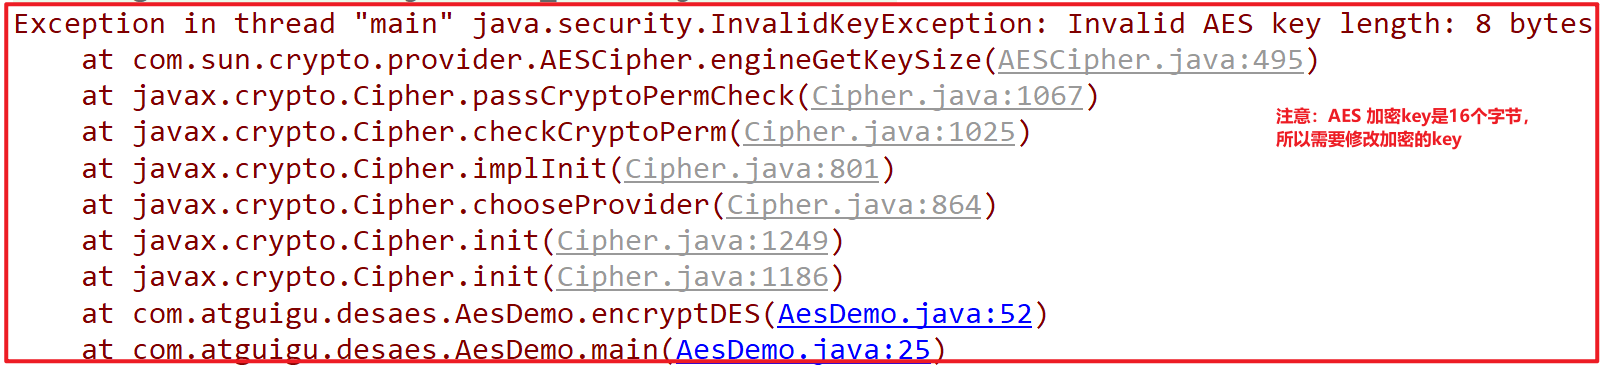 Exception in thread "main" java.security.InvalidKeyException: Invalid AES key length: 8 bytes
at com.sun.crypto.provider.AESCipher.engineGetKeySize(AESCipher.java:495)
at javax.crypto.Cipher.passCryptoPermCheck(Cipher.java:1067)
at javax.crypto.Cipher.checkCryptoPerm(Cipher.java:1025)
at javax.crypto.Cipher.implInit(Cipher.java:801)
at javax.crypto.Cipher.chooseProvider(Cipher.java:864)
at javax.crypto.Cipher.init(Cipher.java:1249)
at javax.crypto.Cipher.init(Cipher.java:1186)
at com.atguigu.desaes.AesDemo.encryptDES(AesDemo.java:52)
at com.atguigu.desaes.AesDemo.main(AesDemo.java:25)
注意：AES 加密key是16个字节，
所以需要修改加密的key